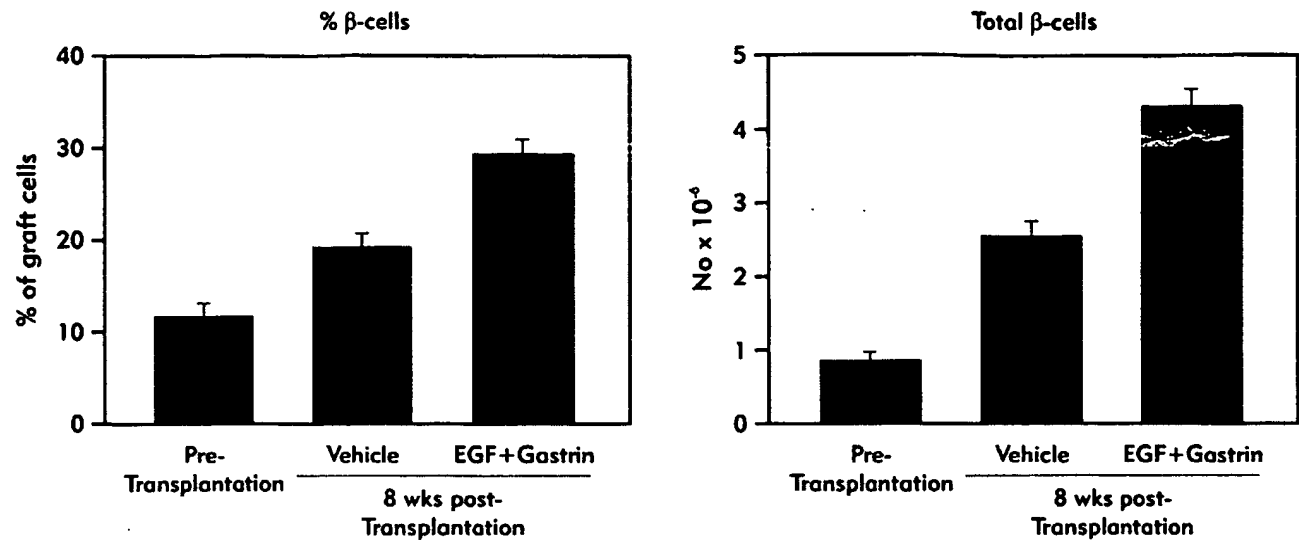 % β-cells
40
30
20
10
0
% of graft cells
Pre-
Transplantation
Vehicle
EGF+Gastrin
8 wks post-
Transplantation
Total β-cells
5
4
3
2
1
0
No x 10⁻⁶
Pre-
Transplantation
Vehicle
EGF+Gastrin
8 wks post-
Transplantation